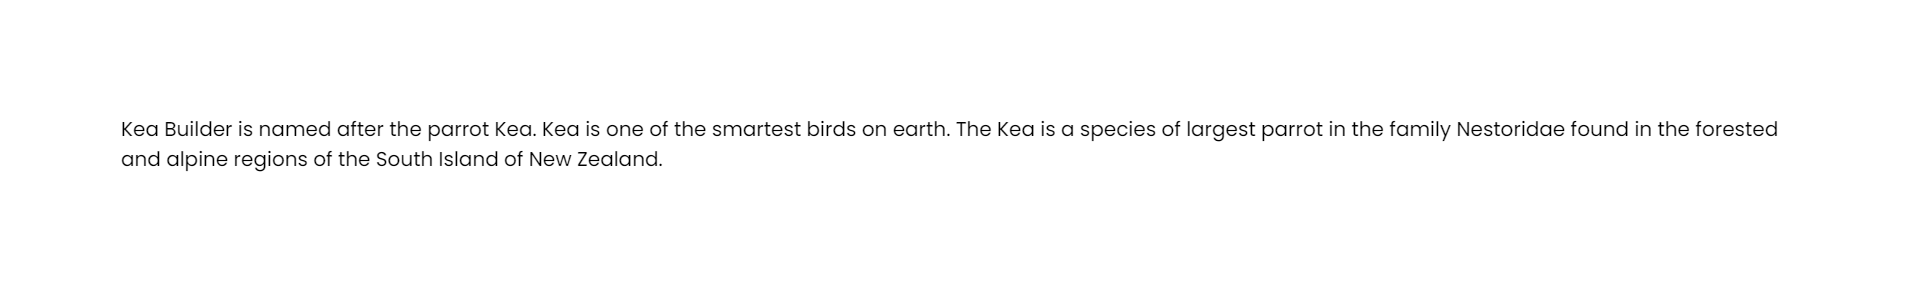 Kea Builder is named after the parrot Kea. Kea is one of the smartest birds on earth. The Kea is a species of largest parrot in the family Nestoridae found in the forested
and alpine regions of the South Island of New Zealand.